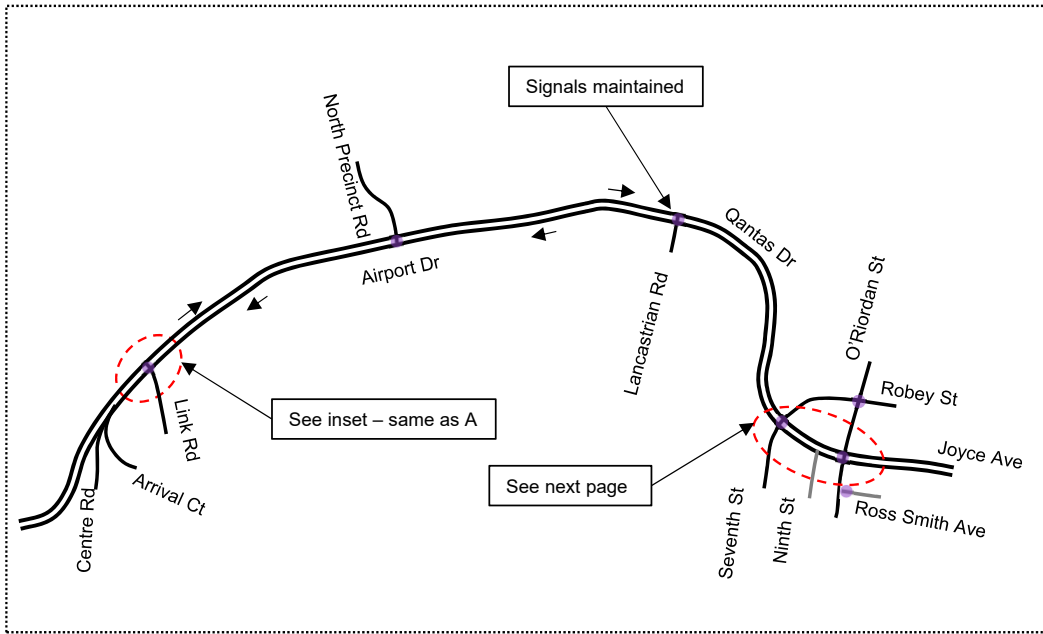 Signals maintained
North Precinct Rd
Qantas Dr
Airport Dr
Lancastrian Rd
O'Riordan St
Robey St
See inset – same as A
Link Rd
Joyce Ave
See next page
Arrival Ct
Centre Rd
Seventh St
Ninth St
Ross Smith Ave